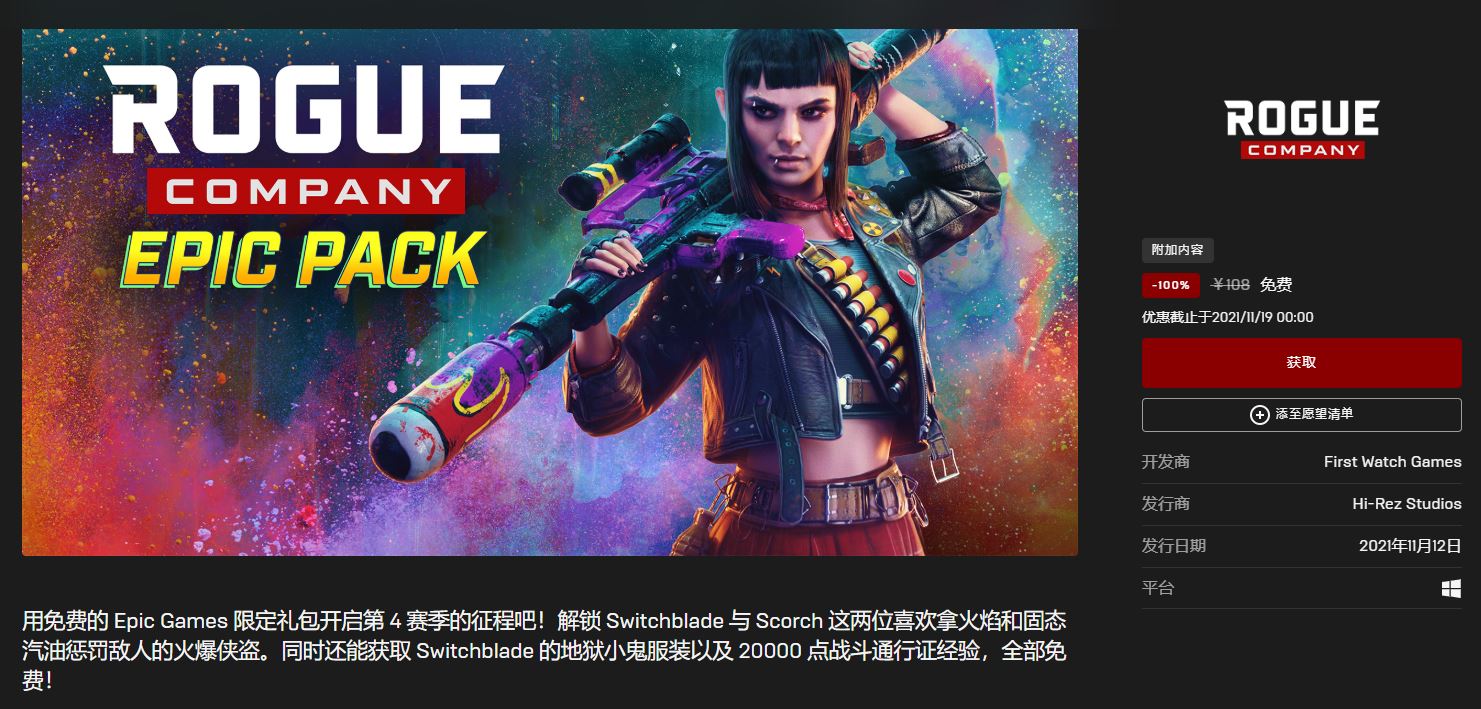 ROGUE
COMPANY
EPIC PACK
ROGUE
COMPANY
附加内容
-100% ￥108 免费
优惠截止于2021/11/19 00:00
获取
添至愿望清单
开发商 First Watch Games
发行商 Hi-Rez Studios
发行日期 2021年11月12日
平台
用免费的 Epic Games 限定礼包开启第 4 赛季的征程吧！解锁 Switchblade 与 Scorch 这两位喜欢拿火焰和固态
汽油惩罚敌人的火爆侠盗。同时还能获取 Switchblade 的地狱小鬼服装以及 20000 点战斗通行证经验，全部免
费！